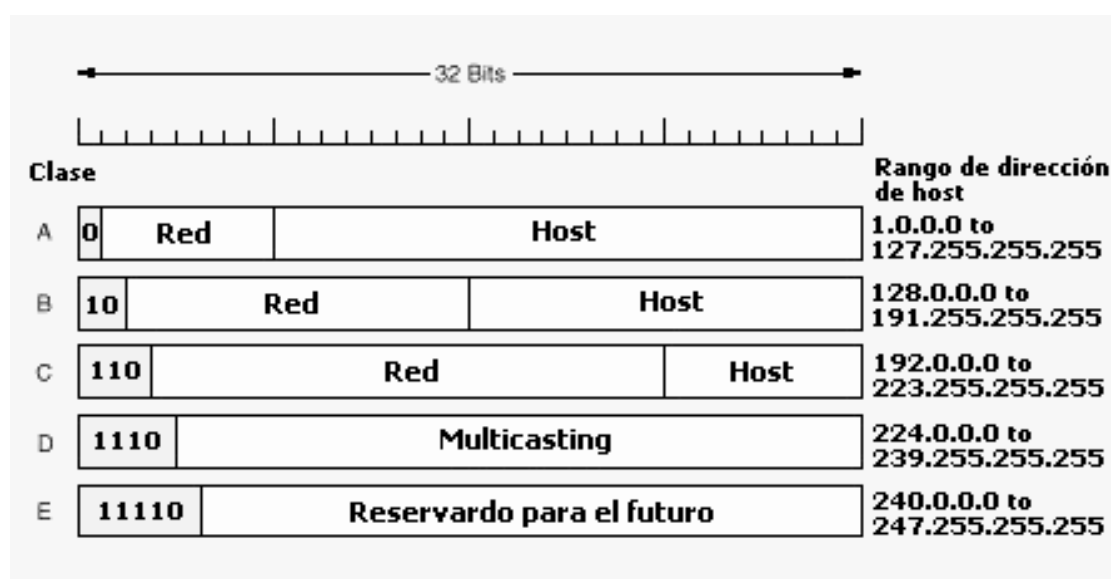 32 Bits
Clase
Rango de dirección
de host
A
0
Red
Host
1.0.0.0 to
127.255.255.255
B
10
Red
Host
128.0.0.0 to
191.255.255.255
C
110
Red
Host
192.0.0.0 to
223.255.255.255
D
1110
Multicasting
224.0.0.0 to
239.255.255.255
E
11110
Reservardo para el futuro
240.0.0.0 to
247.255.255.255